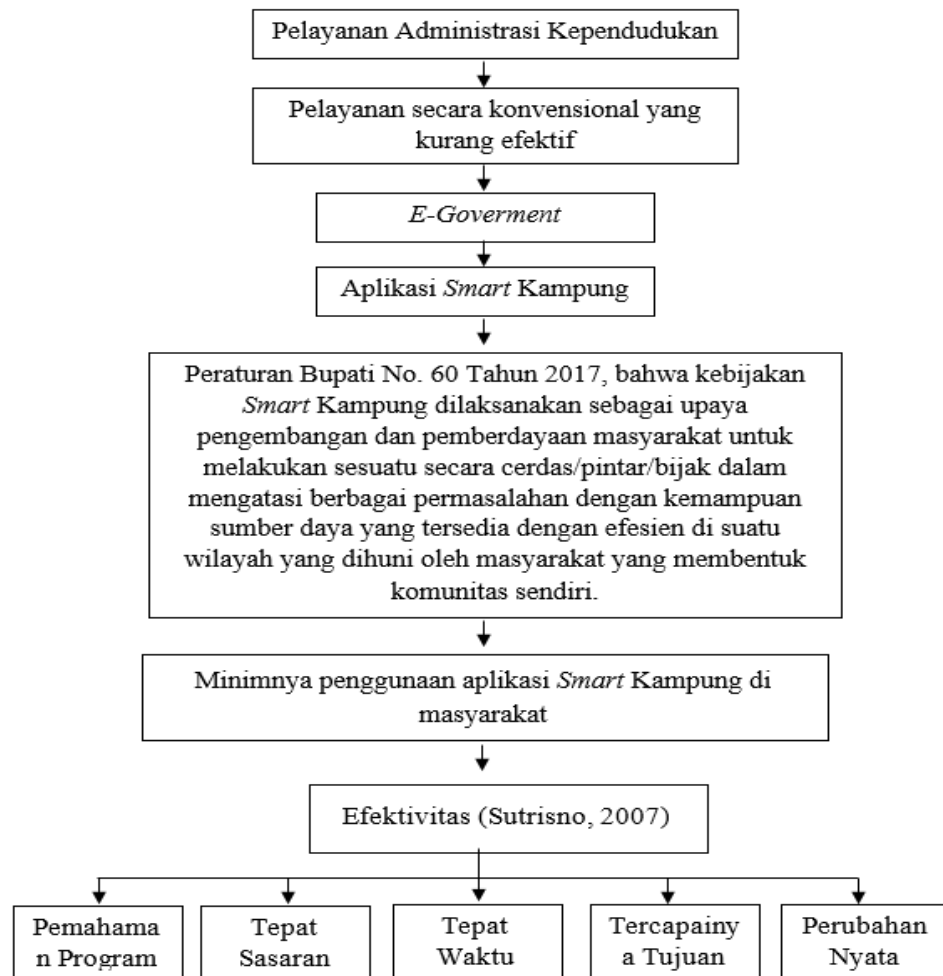 Pelayanan Administrasi Kependudukan
Pelayanan secara konvensional yang
kurang efektif
E-Goverment
Aplikasi Smart Kampung
Peraturan Bupati No. 60 Tahun 2017, bahwa kebijakan
Smart Kampung dilaksanakan sebagai upaya
pengembangan dan pemberdayaan masyarakat untuk
melakukan sesuatu secara cerdas/pintar/bijak dalam
mengatasi berbagai permasalahan dengan kemampuan
sumber daya yang tersedia dengan efesien di suatu
wilayah yang dihuni oleh masyarakat yang membentuk
komunitas sendiri.
Minimnya penggunaan aplikasi Smart Kampung di
masyarakat
Efektivitas (Sutrisno, 2007)
Pemahama
n Program
Tepat
Sasaran
Tepat
Waktu
Tercapainy
a Tujuan
Perubahan
Nyata